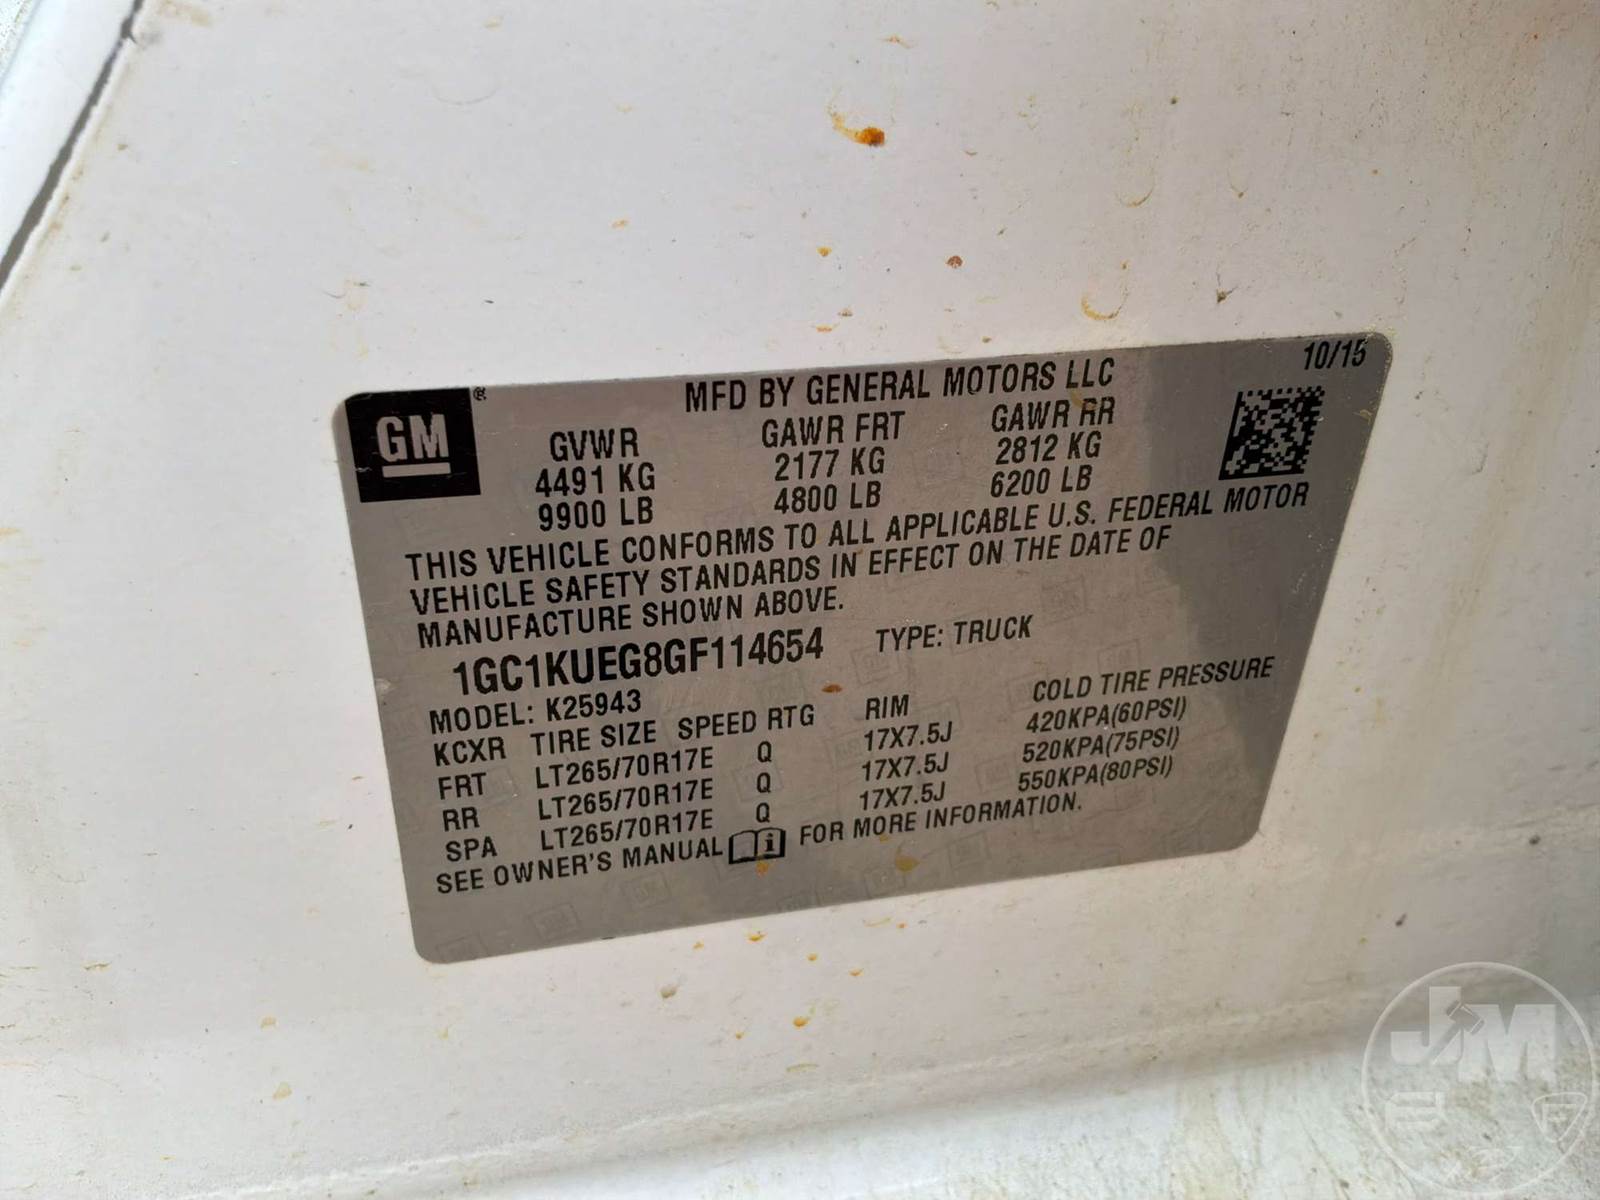 MFD BY GENERAL MOTORS LLC 10/15
GM ®
GVWR GAWR FRT GAWR RR
4491 KG 2177 KG 2812 KG
9900 LB 4800 LB 6200 LB
THIS VEHICLE CONFORMS TO ALL APPLICABLE U.S. FEDERAL MOTOR
VEHICLE SAFETY STANDARDS IN EFFECT ON THE DATE OF
MANUFACTURE SHOWN ABOVE.
1GC1KUEG8GF114654 TYPE: TRUCK
MODEL: K25943
KCXR TIRE SIZE SPEED RTG RIM COLD TIRE PRESSURE
FRT LT265/70R17E Q 17X7.5J 420KPA(60PSI)
RR LT265/70R17E Q 17X7.5J 520KPA(75PSI)
SPA LT265/70R17E Q 17X7.5J 550KPA(80PSI)
SEE OWNER'S MANUAL i FOR MORE INFORMATION.
JM